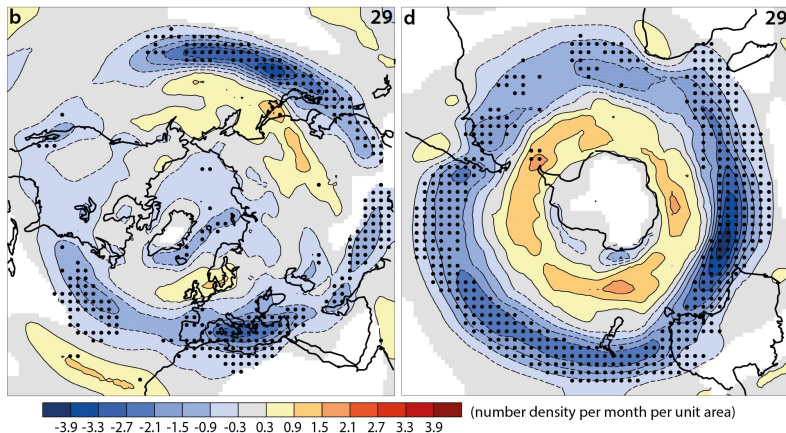 b 29 d 29
(number density per month per unit area)
-3.9 -3.3 -2.7 -2.1 -1.5 -0.9 -0.3 0.3 0.9 1.5 2.1 2.7 3.3 3.9